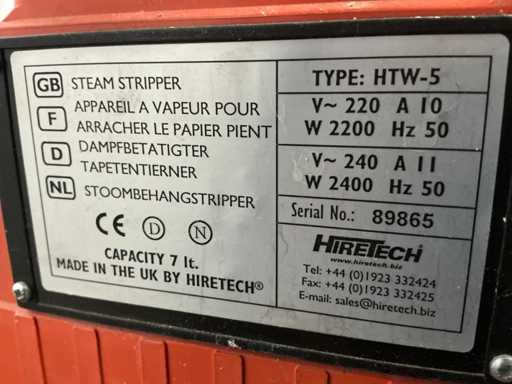 GB STEAM STRIPPER
F APPAREIL A VAPEUR POUR
ARRACHER LE PAPIER PIENT
D DAMPFBETATIGTER
TAPETENTIERNER
NL STOOMBEHANGSTRIPPER
CE D N
CAPACITY 7 lt.
MADE IN THE UK BY HIRETECH®
TYPE: HTW-5
V~ 220 A 10
W 2200 Hz 50
V~ 240 A 11
W 2400 Hz 50
Serial No.: 89865
HIRETECH
www.hiretech.biz
Tel: +44 (0)1923 332424
Fax: +44 (0)1923 332425
E-mail: sales@hiretech.biz